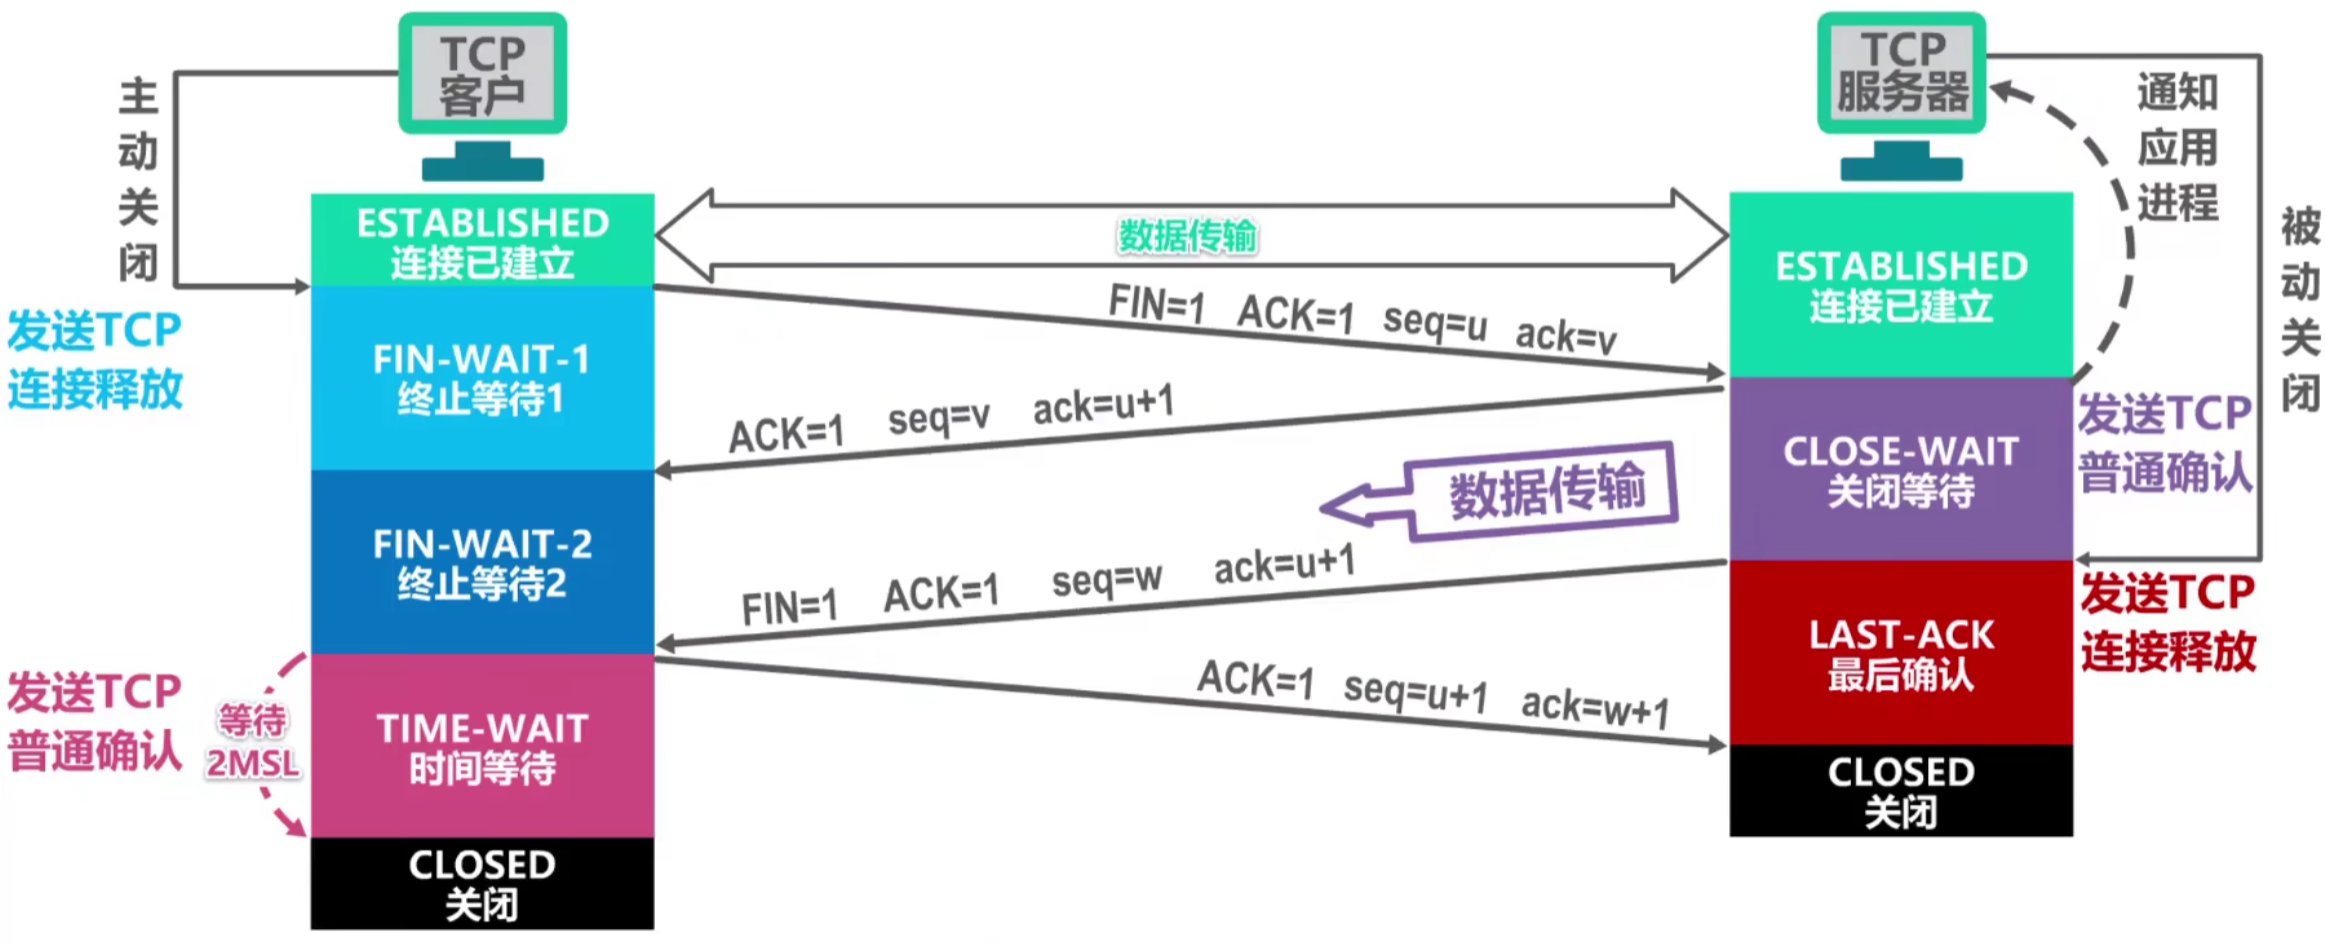 TCP
客户
TCP
服务器
主
动
关
闭
通知
应用
进程
被
动
关
闭
ESTABLISHED
连接已建立
数据传输
ESTABLISHED
连接已建立
FIN=1 ACK=1 seq=u ack=v
发送TCP
连接释放
FIN-WAIT-1
终止等待1
ACK=1 seq=v ack=u+1
CLOSE-WAIT
关闭等待
发送TCP
普通确认
数据传输
FIN-WAIT-2
终止等待2
FIN=1 ACK=1 seq=w ack=u+1
LAST-ACK
最后确认
发送TCP
连接释放
发送TCP
普通确认
等待
2MSL
TIME-WAIT
时间等待
ACK=1 seq=u+1 ack=w+1
CLOSED
关闭
CLOSED
关闭